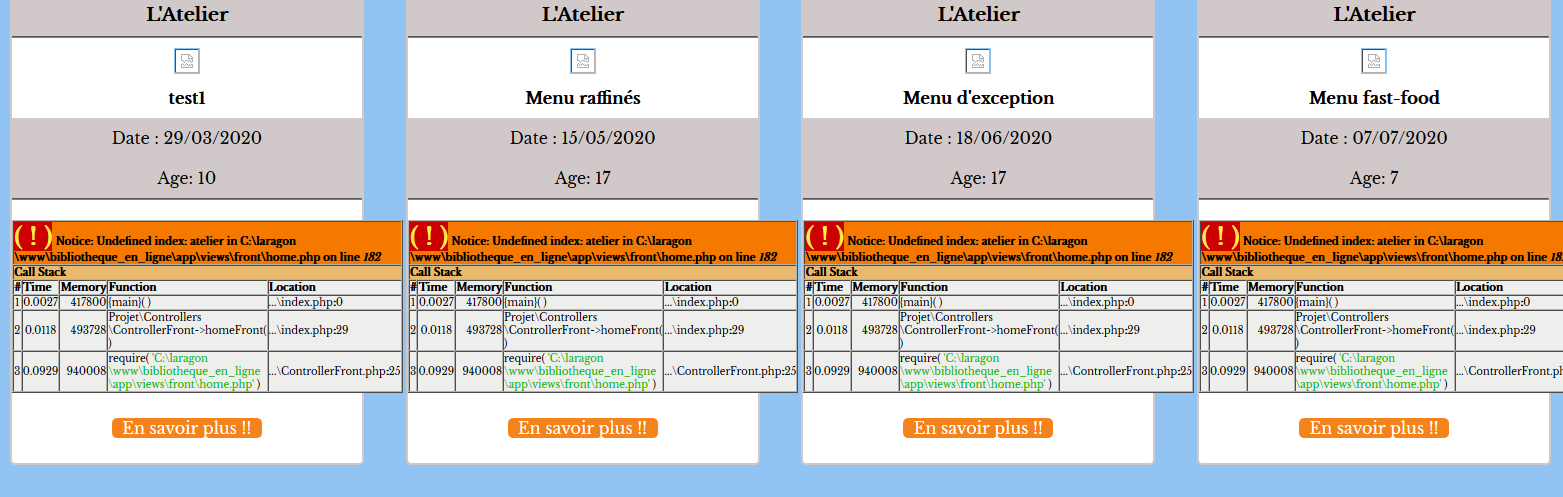 L'Atelier
test1
Date : 29/03/2020
Age: 10
( ! ) Notice: Undefined index: atelier in C:\laragon
\www\bibliotheque_en_ligne\app\views\front\home.php on line 182
Call Stack
# Time Memory Function Location
1 0.0027 417800 {main}( ) ...\index.php:0
2 0.0118 493728 Projet\Controllers
\ControllerFront->homeFront(
) ...\index.php:29
3 0.0929 940008 require( 'C:\laragon
\www\bibliotheque_en_ligne
\app\views\front\home.php' ) ...\ControllerFront.php:25
En savoir plus !!
L'Atelier
Menu raffinés
Date : 15/05/2020
Age: 17
( ! ) Notice: Undefined index: atelier in C:\laragon
\www\bibliotheque_en_ligne\app\views\front\home.php on line 182
Call Stack
# Time Memory Function Location
1 0.0027 417800 {main}( ) ...\index.php:0
2 0.0118 493728 Projet\Controllers
\ControllerFront->homeFront(
) ...\index.php:29
3 0.0929 940008 require( 'C:\laragon
\www\bibliotheque_en_ligne
\app\views\front\home.php' ) ...\ControllerFront.php:25
En savoir plus !!
L'Atelier
Menu d'exception
Date : 18/06/2020
Age: 17
( ! ) Notice: Undefined index: atelier in C:\laragon
\www\bibliotheque_en_ligne\app\views\front\home.php on line 182
Call Stack
# Time Memory Function Location
1 0.0027 417800 {main}( ) ...\index.php:0
2 0.0118 493728 Projet\Controllers
\ControllerFront->homeFront(
) ...\index.php:29
3 0.0929 940008 require( 'C:\laragon
\www\bibliotheque_en_ligne
\app\views\front\home.php' ) ...\ControllerFront.php:25
En savoir plus !!
L'Atelier
Menu fast-food
Date : 07/07/2020
Age: 7
( ! ) Notice: Undefined index: atelier in C:\laragon
\www\bibliotheque_en_ligne\app\views\front\home.php on line 182
Call Stack
# Time Memory Function Location
1 0.0027 417800 {main}( ) ...\index.php:0
2 0.0118 493728 Projet\Controllers
\ControllerFront->homeFront(
) ...\index.php:29
3 0.0929 940008 require( 'C:\laragon
\www\bibliotheque_en_ligne
\app\views\front\home.php' ) ...\ControllerFront.p
En savoir plus !!